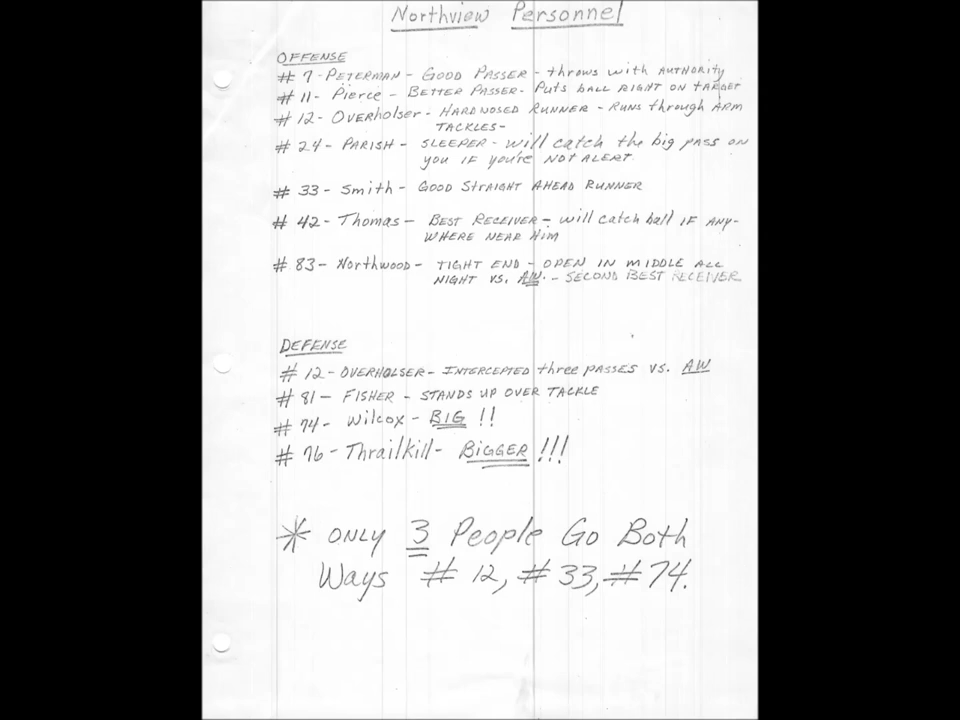 Northview Personnel
OFFENSE
# 7 - PETERMAN - GOOD PASSER - throws with AUTHORITY
# 11 - Pierce - BETTER PASSER - Puts BALL RIGHT ON TARGET
# 12 - OVERHOLSER - HARDNOSED RUNNER - RUNS through ARM
TACKLES -
# 24 - PARISH - SLEEPER - will catch the big pass on
you IF you're NOT ALERT.
# 33 - Smith - GOOD STRAIGHT AHEAD RUNNER
# 42 - Thomas - BEST RECEIVER - will catch ball IF ANY-
WHERE NEAR HIM
# 83 - Northwood - TIGHT END - OPEN IN MIDDLE ALL
NIGHT VS. AW. - SECOND BEST RECEIVER
DEFENSE
# 12 - OVERHOLSER - INTERCEPTED three PASSES VS. AW
# 81 - FISHER - STANDS UP OVER TACKLE
# 74 - Wilcox - BIG !!
# 76 - Thrailkill - BIGGER !!!
* ONLY 3 People Go Both
Ways # 12, # 33, # 74.